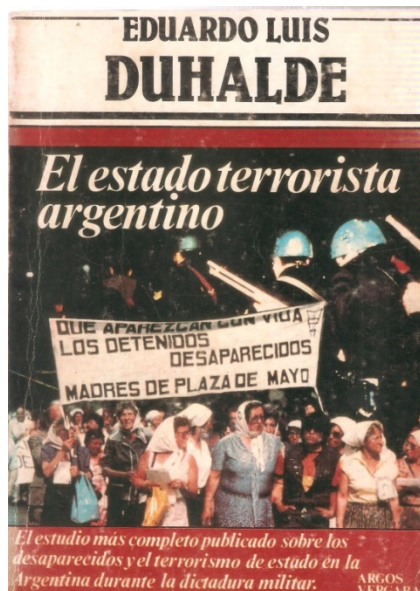 EDUARDO LUIS
DUHALDE
El estado terrorista
argentino
QUE APAREZCAN CON VIDA
LOS DETENIDOS
DESAPARECIDOS
MADRES DE PLAZA DE MAYO
El estudio más completo publicado sobre los
desaparecidos y el terrorismo de estado en la
Argentina durante la dictadura militar.
ARGOS
VERGARA